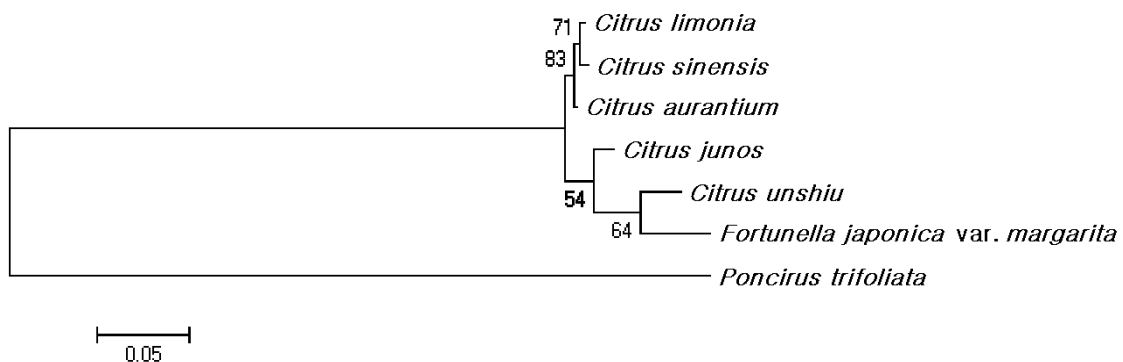 71
Citrus limonia
83
Citrus sinensis
Citrus aurantium
Citrus junos
54
Citrus unshiu
64
Fortunella japonica var. margarita
Poncirus trifoliata
0.05